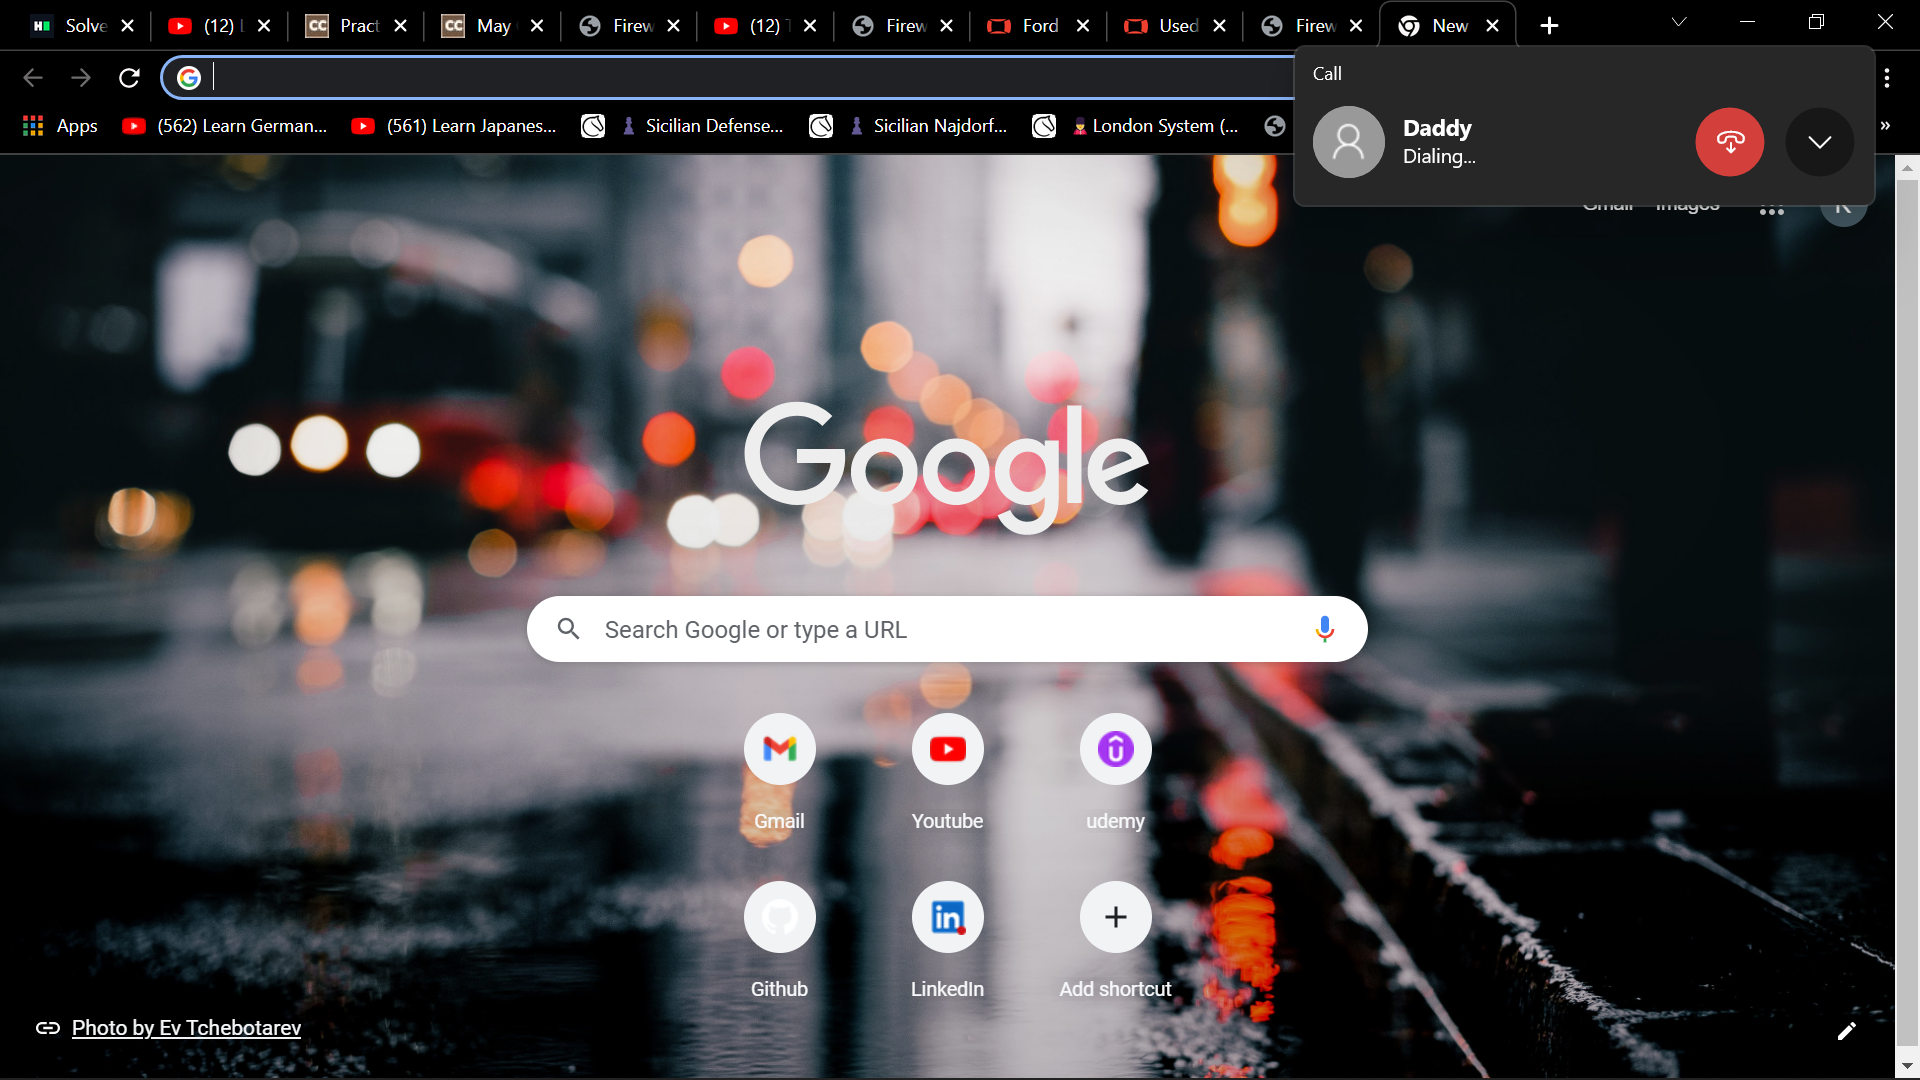 Solve
(12)
Pract
May
Firew
(12)
Firew
Ford
Used
Firew
New
Apps
(562) Learn German...
(561) Learn Japanes...
Sicilian Defense...
Sicilian Najdorf...
London System (...
»
Call
Daddy
Dialing...
Gmail
Images
Google
Search Google or type a URL
Gmail
Youtube
udemy
Github
LinkedIn
Add shortcut
Photo by Ev Tchebotarev